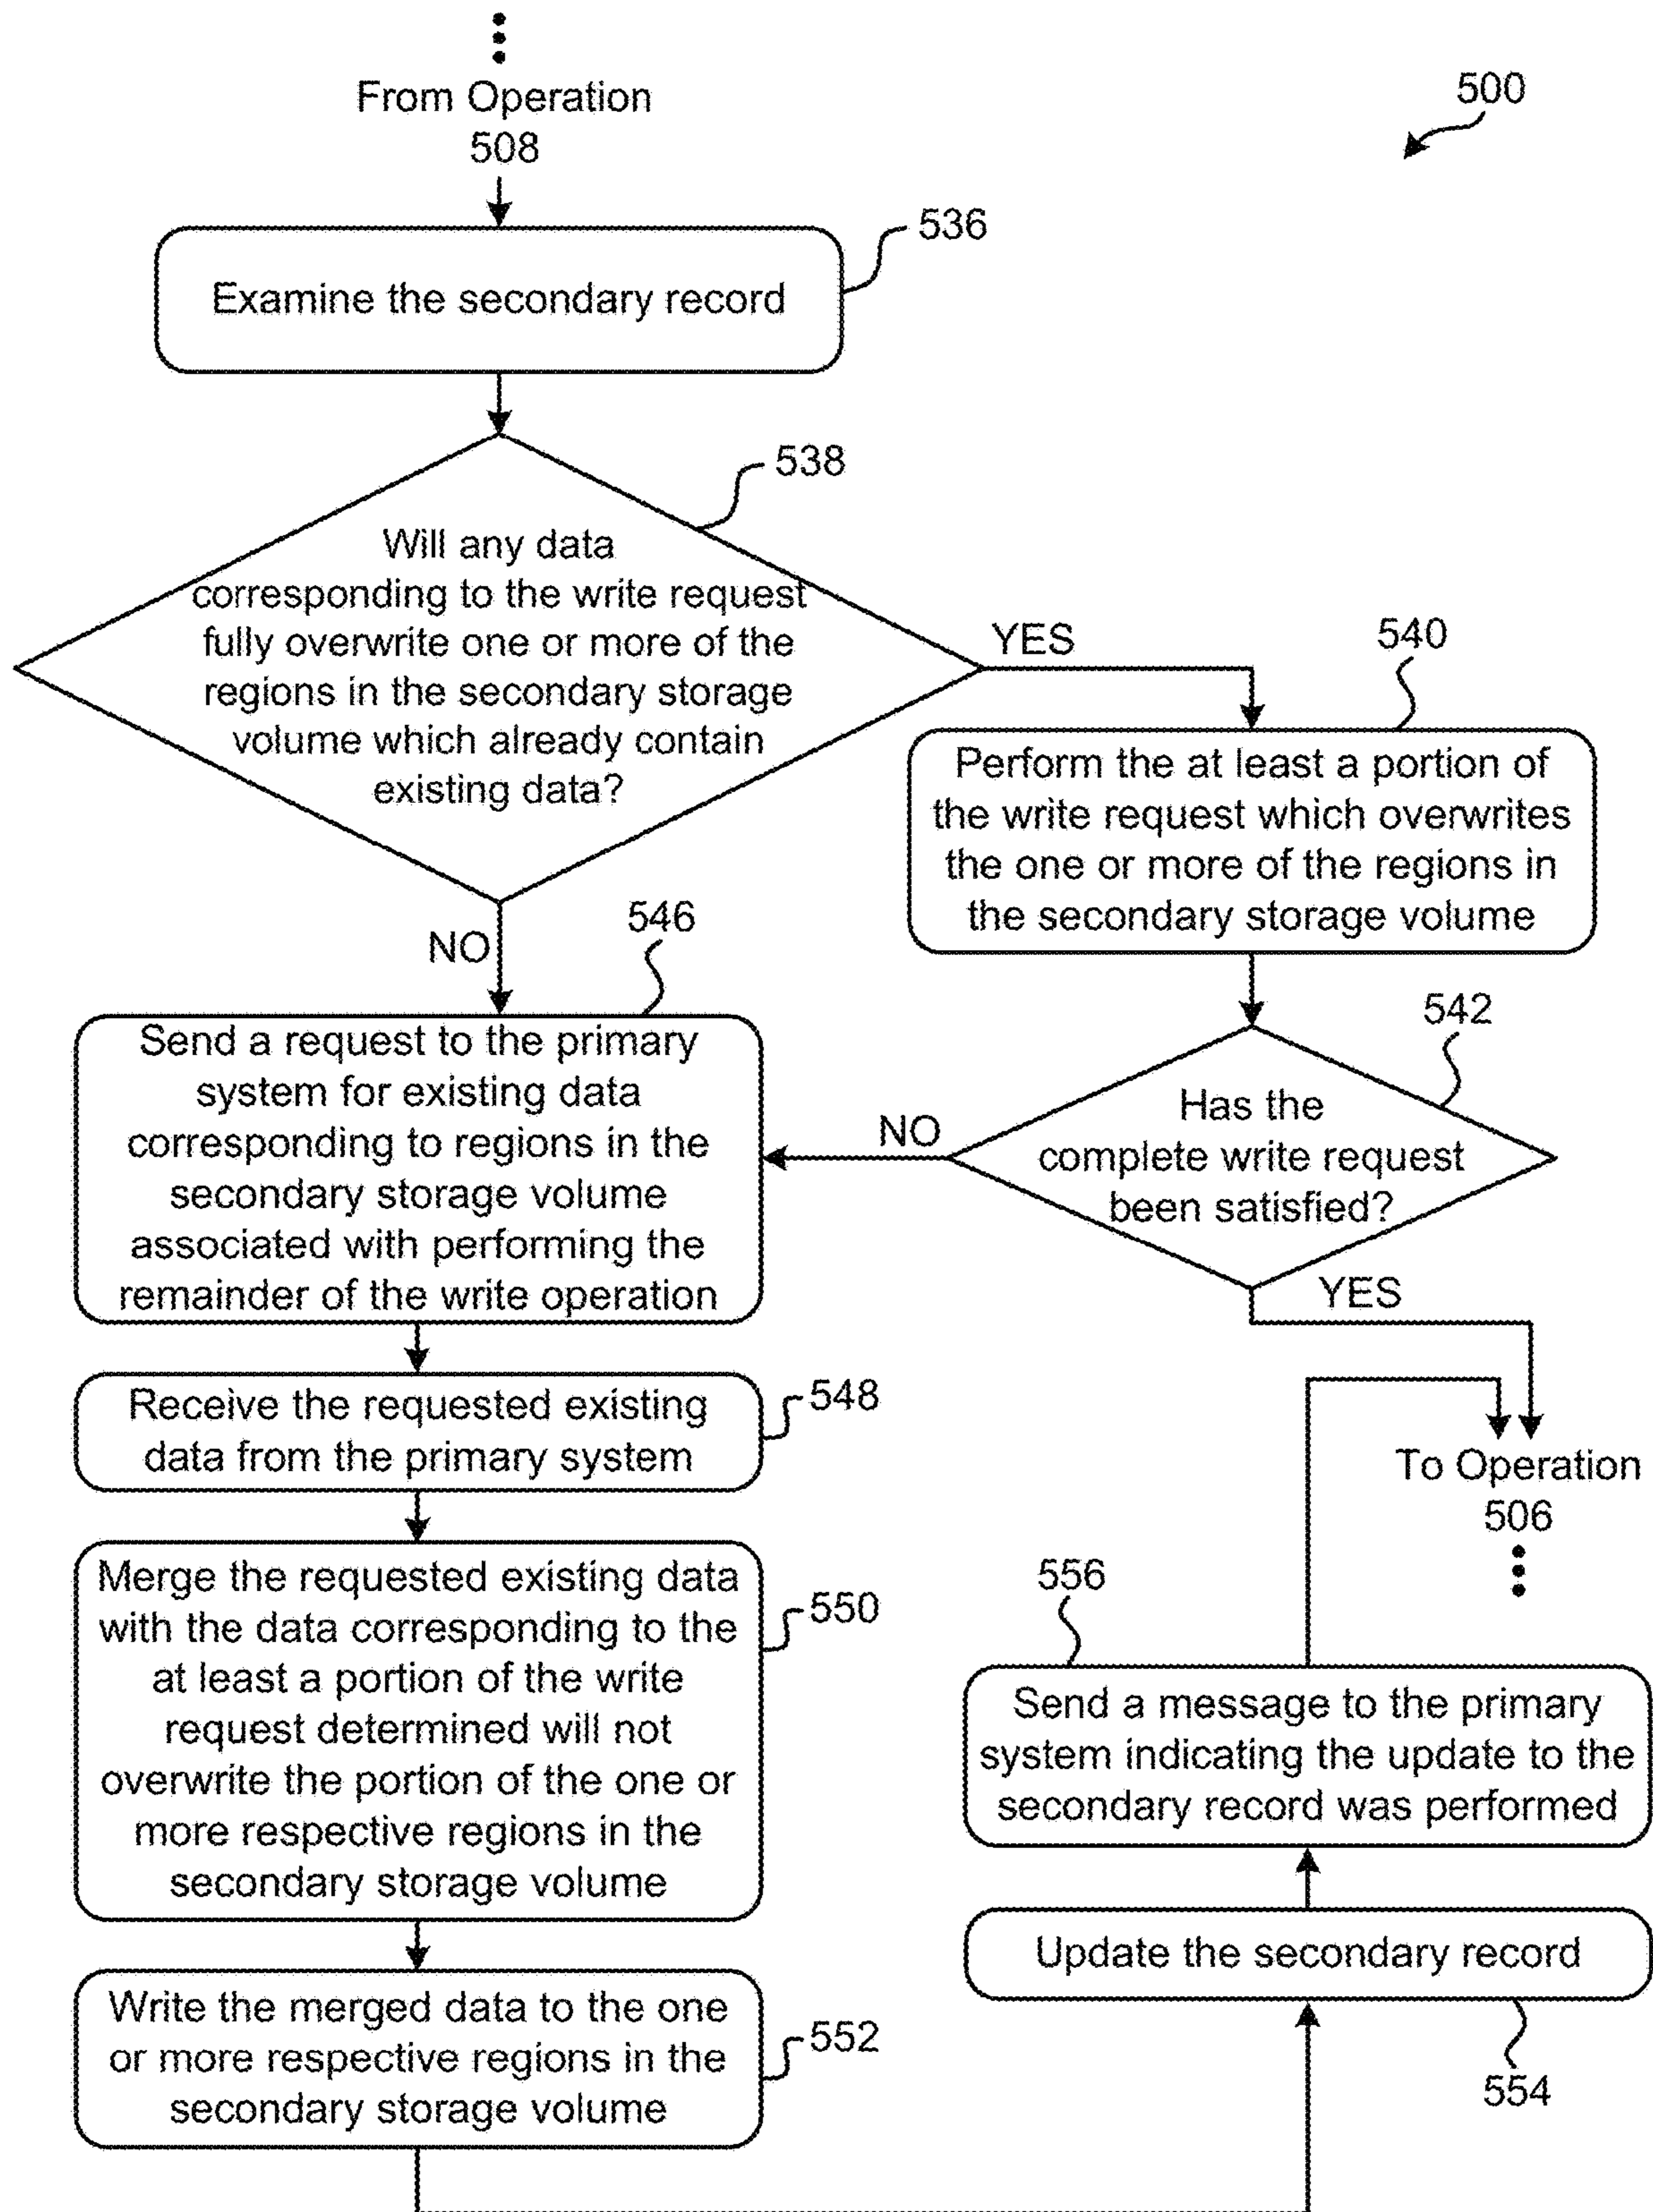 From Operation
508
500
536
Examine the secondary record
538
Will any data
corresponding to the write request
fully overwrite one or more of the
regions in the secondary storage
volume which already contain
existing data?
YES
540
Perform the at least a portion of
the write request which overwrites
the one or more of the regions in
the secondary storage volume
NO
546
542
Send a request to the primary
system for existing data
corresponding to regions in the
secondary storage volume
associated with performing the
remainder of the write operation
NO
Has the
complete write request
been satisfied?
YES
Receive the requested existing
data from the primary system
548
To Operation
506
Merge the requested existing data
with the data corresponding to the
at least a portion of the write
request determined will not
overwrite the portion of the one or
more respective regions in the
secondary storage volume
550
556
Send a message to the primary
system indicating the update to the
secondary record was performed
Update the secondary record
554
Write the merged data to the one
or more respective regions in the
secondary storage volume
552